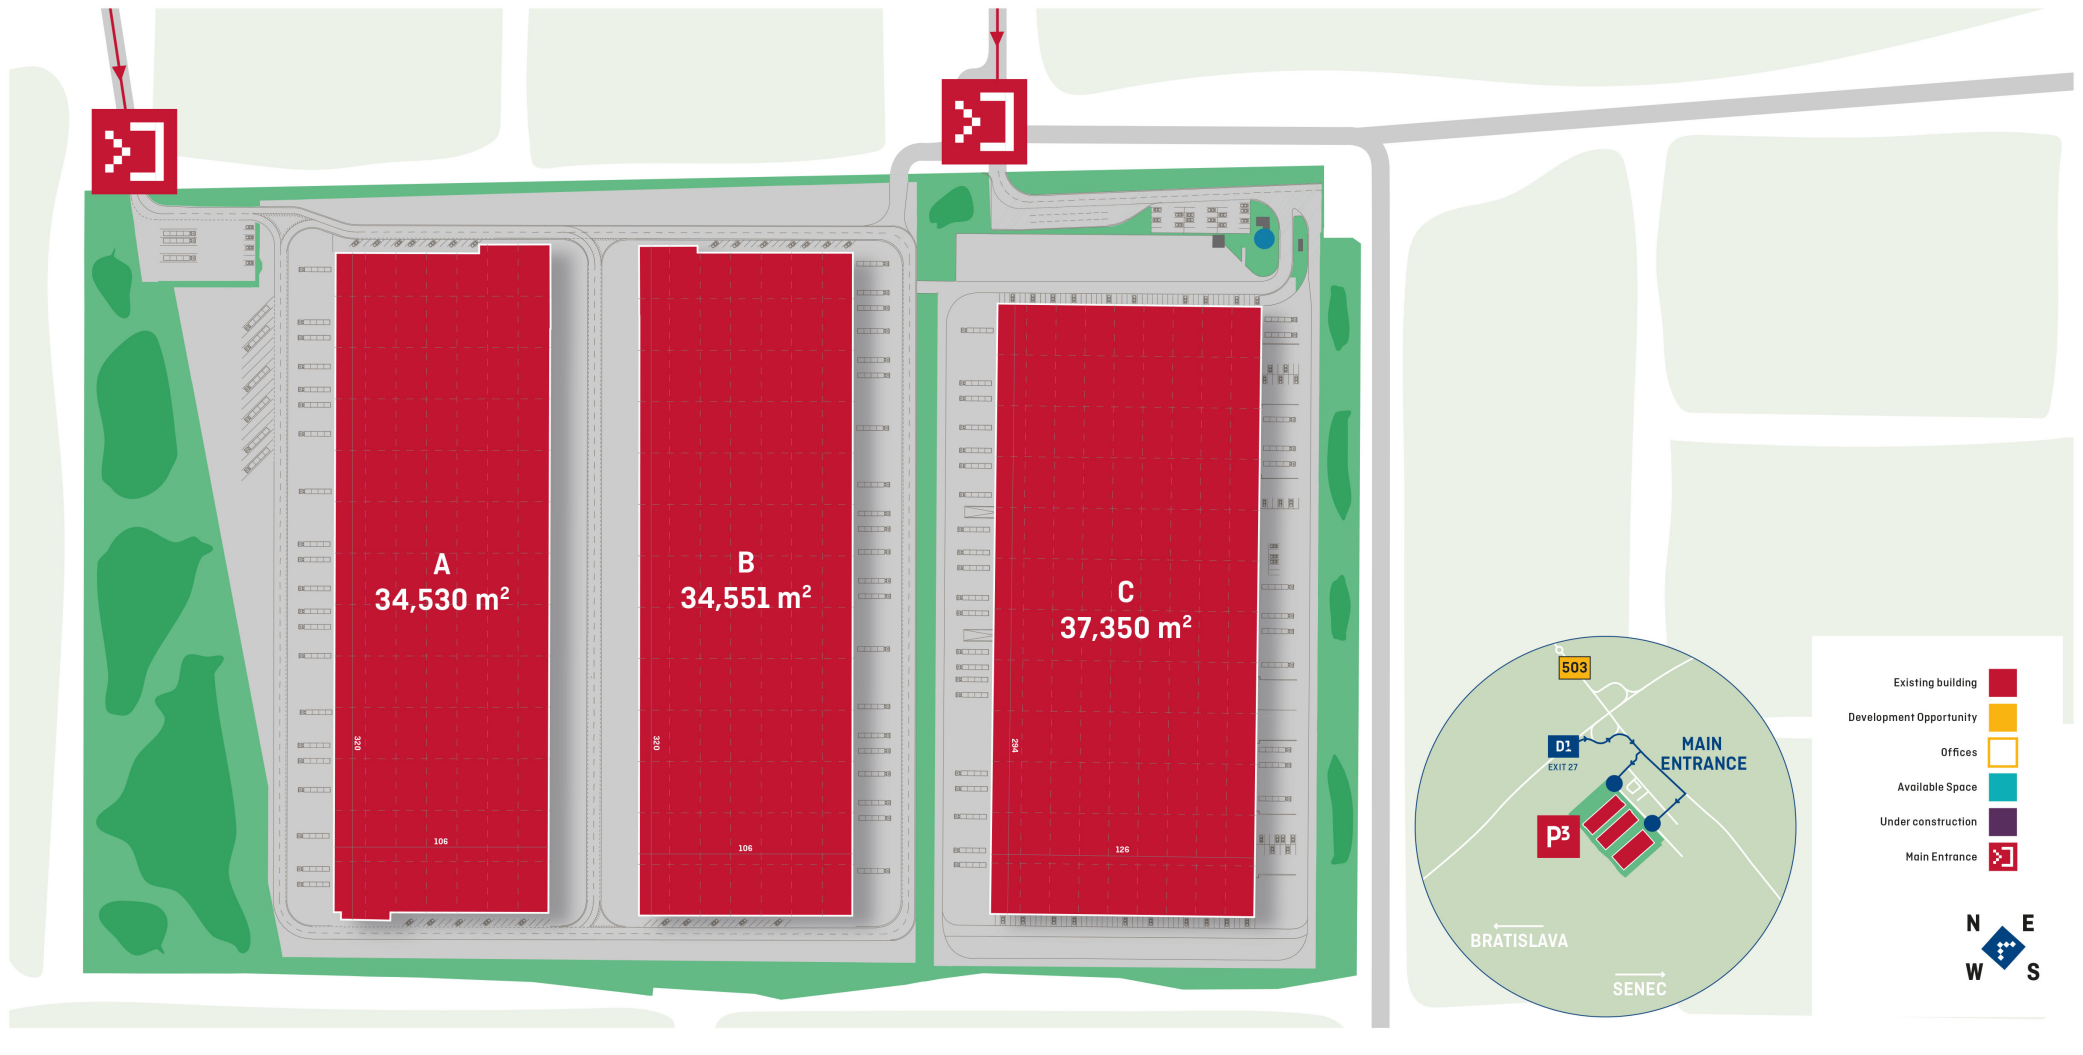 A
34,530 m²
320
106
B
34,551 m²
320
106
C
37,350 m²
294
126
503
D1
EXIT 27
MAIN
ENTRANCE
P3
BRATISLAVA
SENEC
Existing building
Development Opportunity
Offices
Available Space
Under construction
Main Entrance
N E
W S